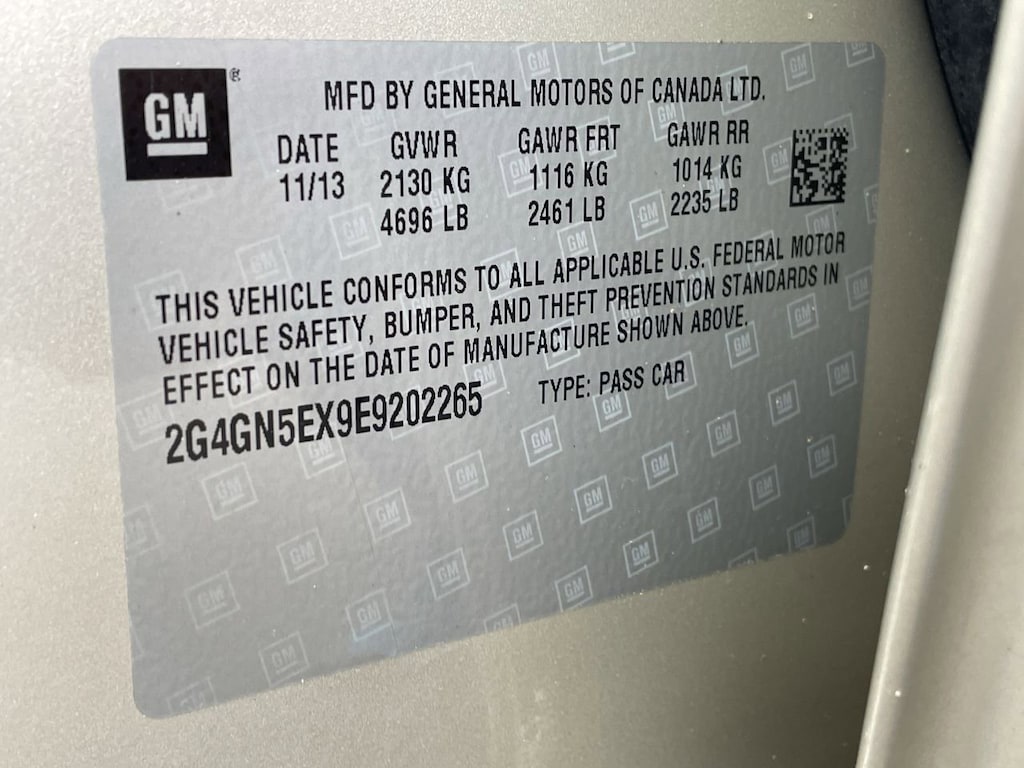 GM®
MFD BY GENERAL MOTORS OF CANADA LTD.
DATE GVWR GAWR FRT GAWR RR
11/13 2130 KG 1116 KG 1014 KG
4696 LB 2461 LB 2235 LB
THIS VEHICLE CONFORMS TO ALL APPLICABLE U.S. FEDERAL MOTOR
VEHICLE SAFETY, BUMPER, AND THEFT PREVENTION STANDARDS IN
EFFECT ON THE DATE OF MANUFACTURE SHOWN ABOVE.
2G4GN5EX9E9202265 TYPE: PASS CAR